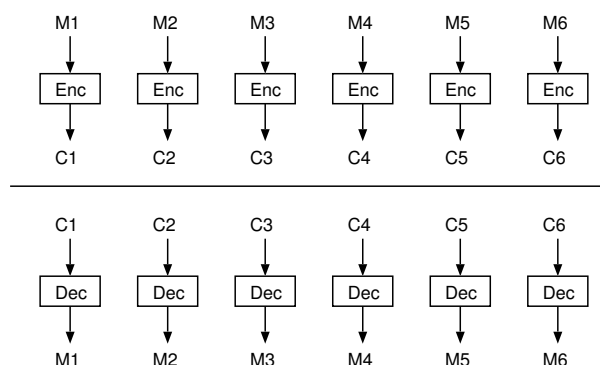 M1 M2 M3 M4 M5 M6
Enc Enc Enc Enc Enc Enc
C1 C2 C3 C4 C5 C6
C1 C2 C3 C4 C5 C6
Dec Dec Dec Dec Dec Dec
M1 M2 M3 M4 M5 M6